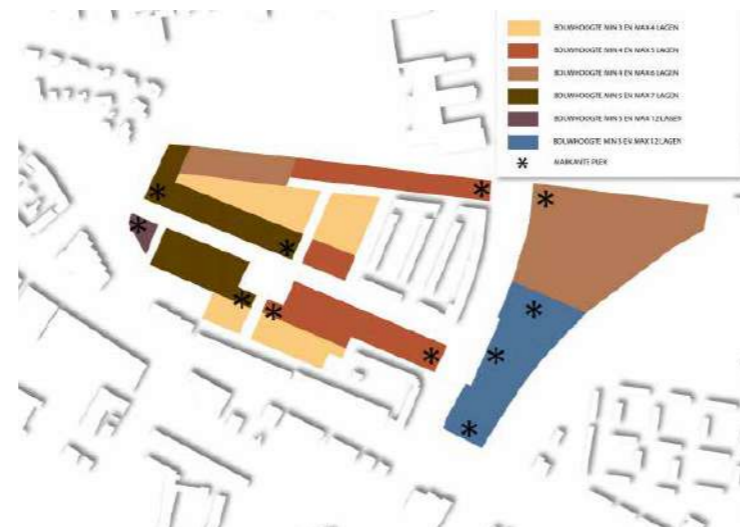 BOUWHOOGTE MIN 3 EN MAX 4 LAGEN
BOUWHOOGTE MIN 4 EN MAX 5 LAGEN
BOUWHOOGTE MIN 4 EN MAX 6 LAGEN
BOUWHOOGTE MIN 5 EN MAX 7 LAGEN
BOUWHOOGTE MIN 5 EN MAX 12 LAGEN
BOUWHOOGTE MIN 5 EN MAX 12 LAGEN
MARKANTE PLEK